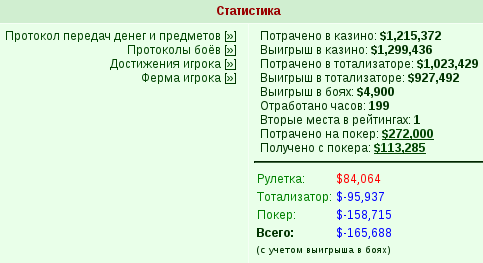 Статистика
Протокол передач денег и предметов [»]
Протоколы боёв [»]
Достижения игрока [»]
Ферма игрока [»]
Потрачено в казино: $1,215,372
Выигрыш в казино: $1,299,436
Потрачено в тотализаторе: $1,023,429
Выигрыш в тотализаторе: $927,492
Выигрыш в боях: $4,900
Отработано часов: 199
Вторые места в рейтингах: 1
Потрачено на покер: $272,000
Получено с покера: $113,285
Рулетка: $84,064
Тотализатор: $-95,937
Покер: $-158,715
Всего: $-165,688
(с учетом выигрыша в боях)